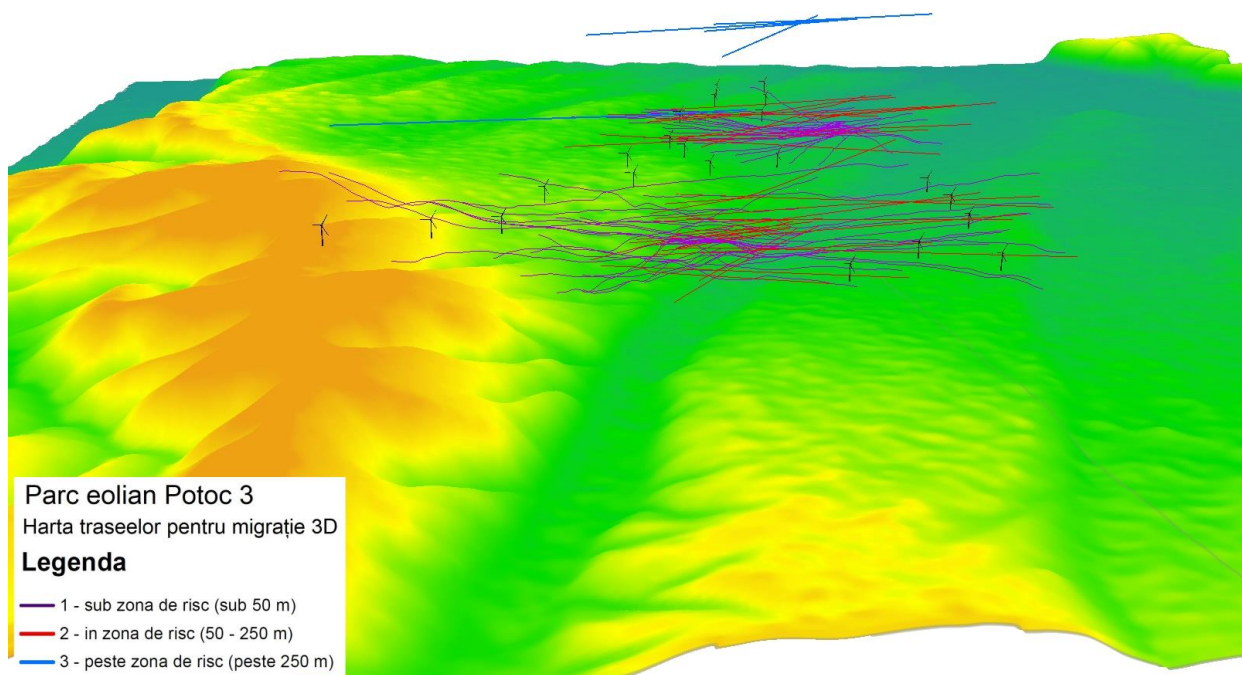 Parc eolian Potoc 3
Harta traseelor pentru migrație 3D
Legenda
1 - sub zona de risc (sub 50 m)
2 - in zona de risc (50 - 250 m)
3 - peste zona de risc (peste 250 m)